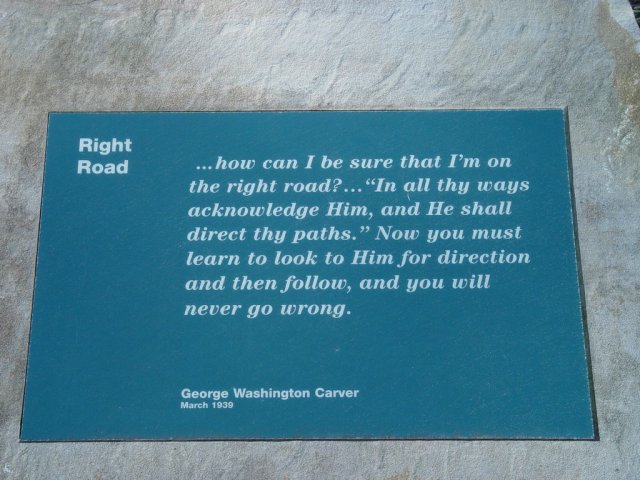 Right
Road
...how can I be sure that I'm on
the right road?..."In all thy ways
acknowledge Him, and He shall
direct thy paths." Now you must
learn to look to Him for direction
and then follow, and you will
never go wrong.
George Washington Carver
March 1939